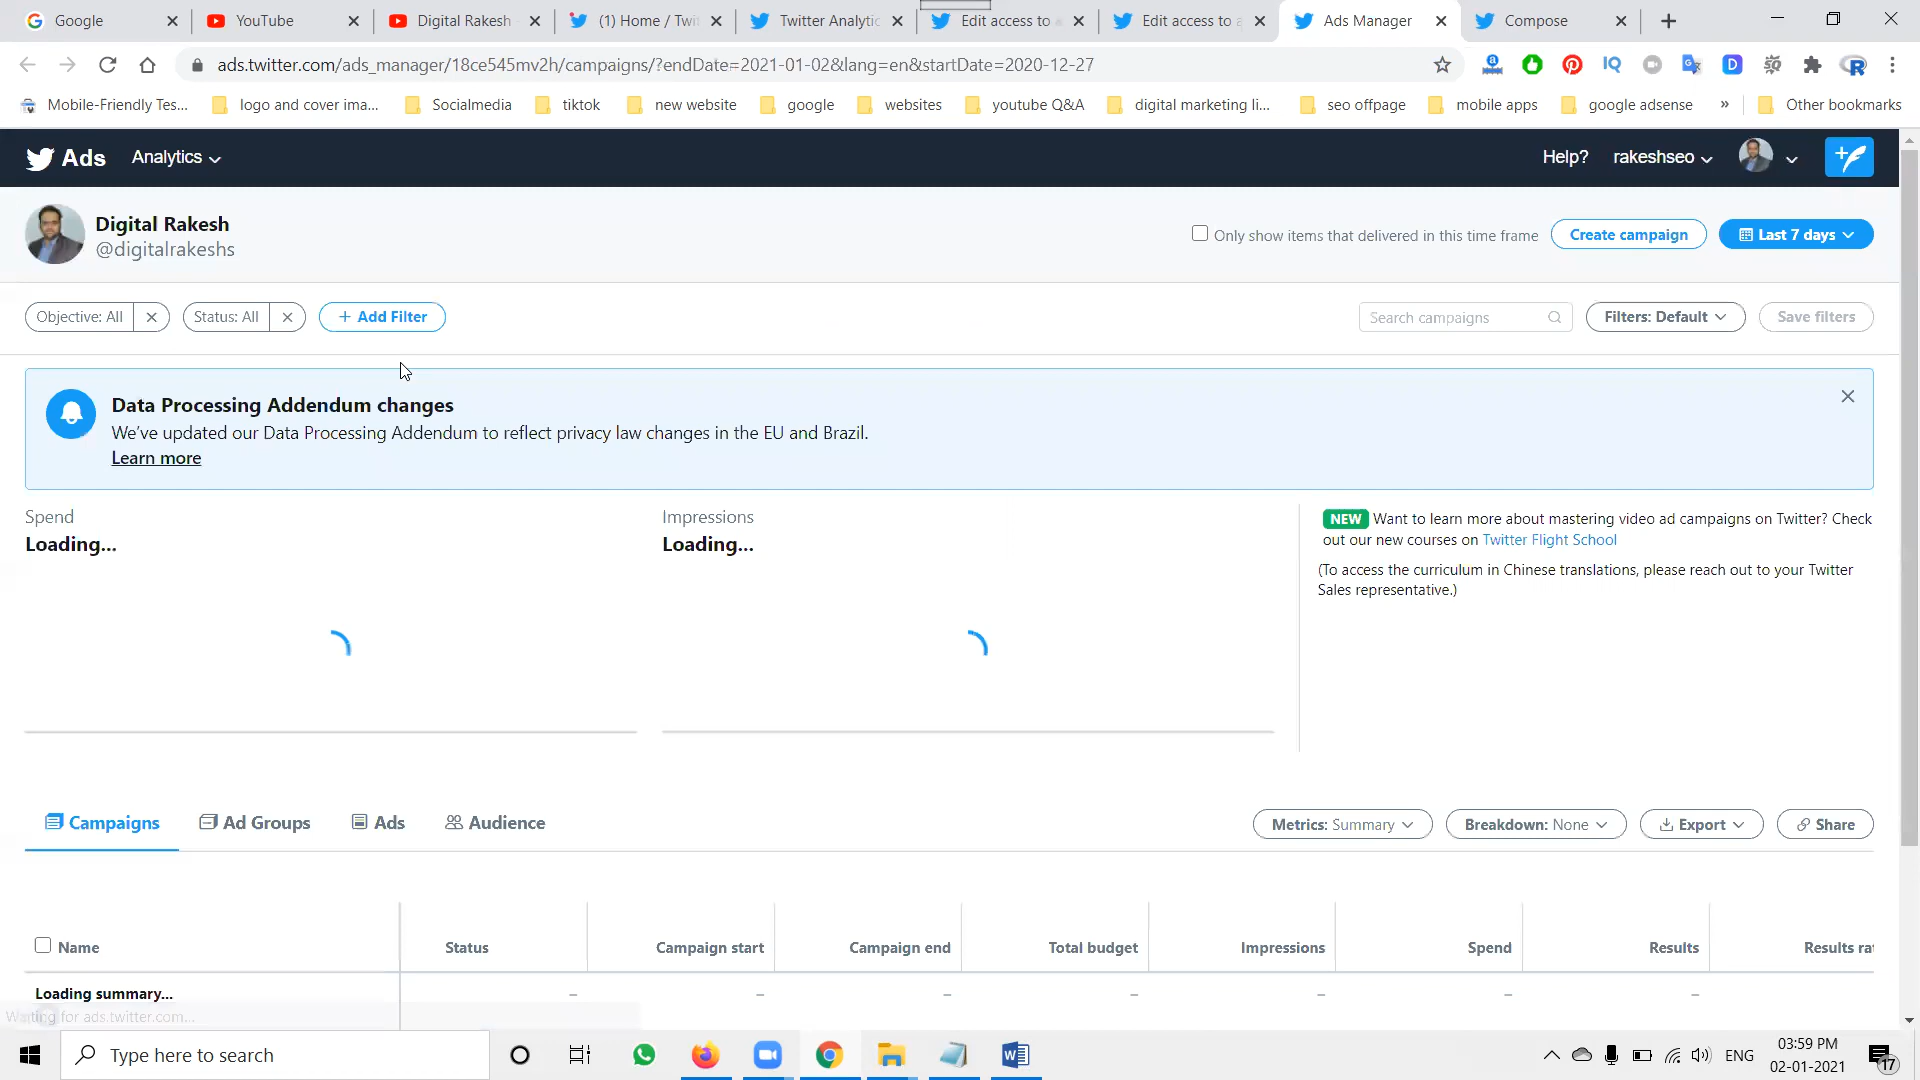 Google
YouTube
Digital Rakesh
(1) Home / Twi
Twitter Analytic
Edit access to
Edit access to a
Ads Manager
Compose
ads.twitter.com/ads_manager/18ce545mv2h/campaigns/?endDate=2021-01-02&lang=en&startDate=2020-12-27
Mobile-Friendly Tes...
logo and cover ima...
Socialmedia
tiktok
new website
google
websites
youtube Q&A
digital marketing li...
seo offpage
mobile apps
google adsense
»
Other bookmarks
Ads
Analytics
Help?
rakeshseo
Digital Rakesh
@digitalrakeshs
Only show items that delivered in this time frame
Create campaign
Last 7 days
Objective: All
Status: All
+ Add Filter
Search campaigns
Filters: Default
Save filters
Data Processing Addendum changes
We've updated our Data Processing Addendum to reflect privacy law changes in the EU and Brazil.
Learn more
Spend
Loading...
Impressions
Loading...
NEW Want to learn more about mastering video ad campaigns on Twitter? Check
out our new courses on Twitter Flight School
(To access the curriculum in Chinese translations, please reach out to your Twitter
Sales representative.)
Campaigns
Ad Groups
Ads
Audience
Metrics: Summary
Breakdown: None
Export
Share
Name
Status
Campaign start
Campaign end
Total budget
Impressions
Spend
Results
Results rat
Loading summary...
– – – – – – –
Waiting for ads.twitter.com...
Type here to search
ENG
03:59 PM
02-01-2021
17